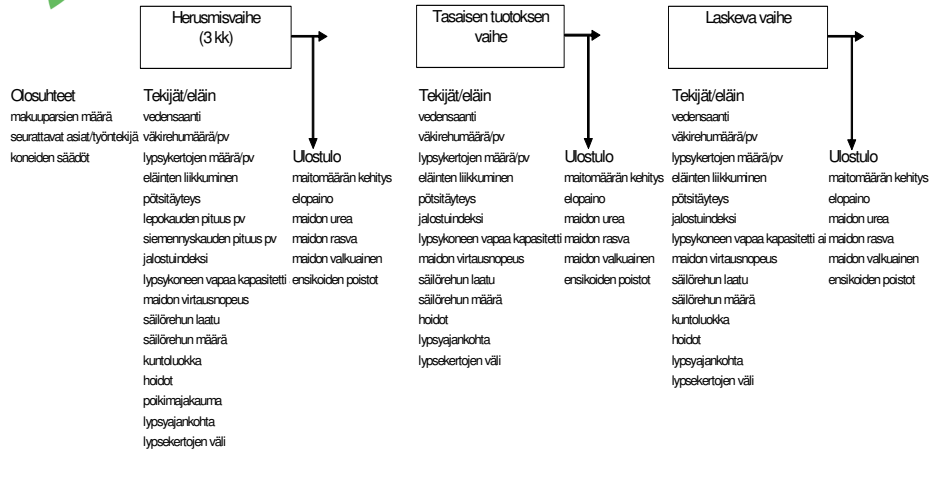 Herusmisvaihe
(3 kk)
Tasaisen tuotoksen
vaihe
Laskeva vaihe
Olosuhteet
makuuparsien määrä
seurattavat asiat/työntekijä
koneiden säädöt
Tekijät/eläin
vedensaanti
väkirehumäärä/pv
lypsykertojen määrä/pv
eläinten liikkuminen
pötsitäyteys
lepokauden pituus pv
siemennyskauden pituus pv
jalostuindeksi
lypsykoneen vapaa kapasitetti
maidon virtausnopeus
säilörehun laatu
säilörehun määrä
kuntoluokka
hoidot
poikimajakauma
lypsyajankohta
lypsekertojen väli
Ulostulo
maitomäärän kehitys
elopaino
maidon urea
maidon rasva
maidon valkuainen
ensikoiden poistot
Tekijät/eläin
vedensaanti
väkirehumäärä/pv
lypsykertojen määrä/pv
eläinten liikkuminen
pötsitäyteys
jalostuindeksi
lypsykoneen vapaa kapasitetti
maidon virtausnopeus
säilörehun laatu
säilörehun määrä
hoidot
lypsyajankohta
lypsekertojen väli
Ulostulo
maitomäärän kehitys
elopaino
maidon urea
maidon rasva
maidon valkuainen
ensikoiden poistot
Tekijät/eläin
vedensaanti
väkirehumäärä/pv
lypsykertojen määrä/pv
eläinten liikkuminen
pötsitäyteys
jalostuindeksi
lypsykoneen vapaa kapasitetti ai
maidon virtausnopeus
säilörehun laatu
säilörehun määrä
kuntoluokka
hoidot
lypsyajankohta
lypsekertojen väli
Ulostulo
maitomäärän kehitys
elopaino
maidon urea
maidon rasva
maidon valkuainen
ensikoiden poistot